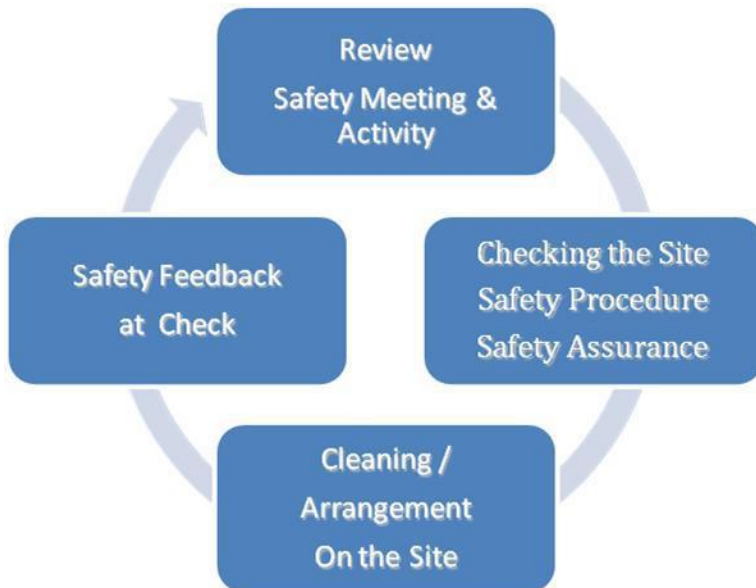 Review
Safety Meeting &
Activity
Checking the Site
Safety Procedure
Safety Assurance
Cleaning /
Arrangement
On the Site
Safety Feedback
at Check